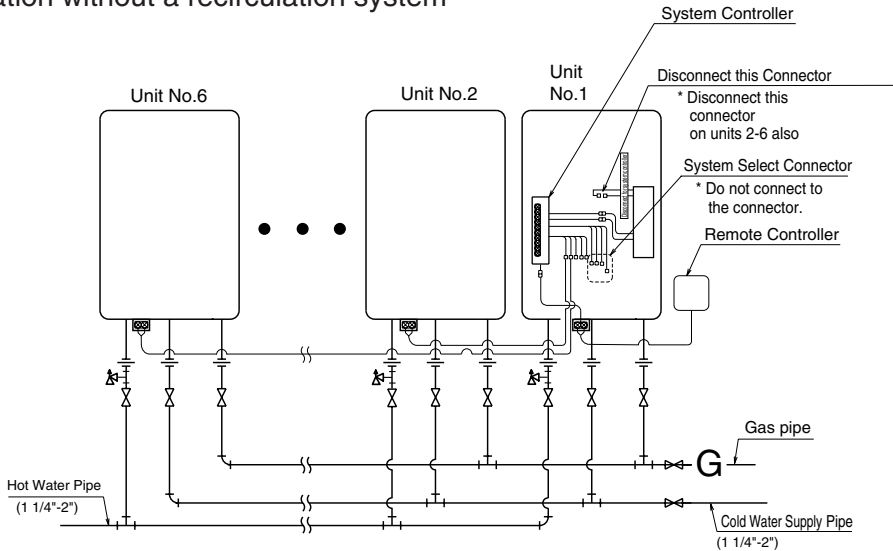 ation without a recirculation system
System Controller
Unit No.6
Unit No.2
Unit
No.1
Disconnect this Connector
* Disconnect this
connector
on units 2-6 also
System Select Connector
* Do not connect to
the connector.
Remote Controller
Gas pipe
G
Hot Water Pipe
(1 1/4"-2")
Cold Water Supply Pipe
(1 1/4"-2")